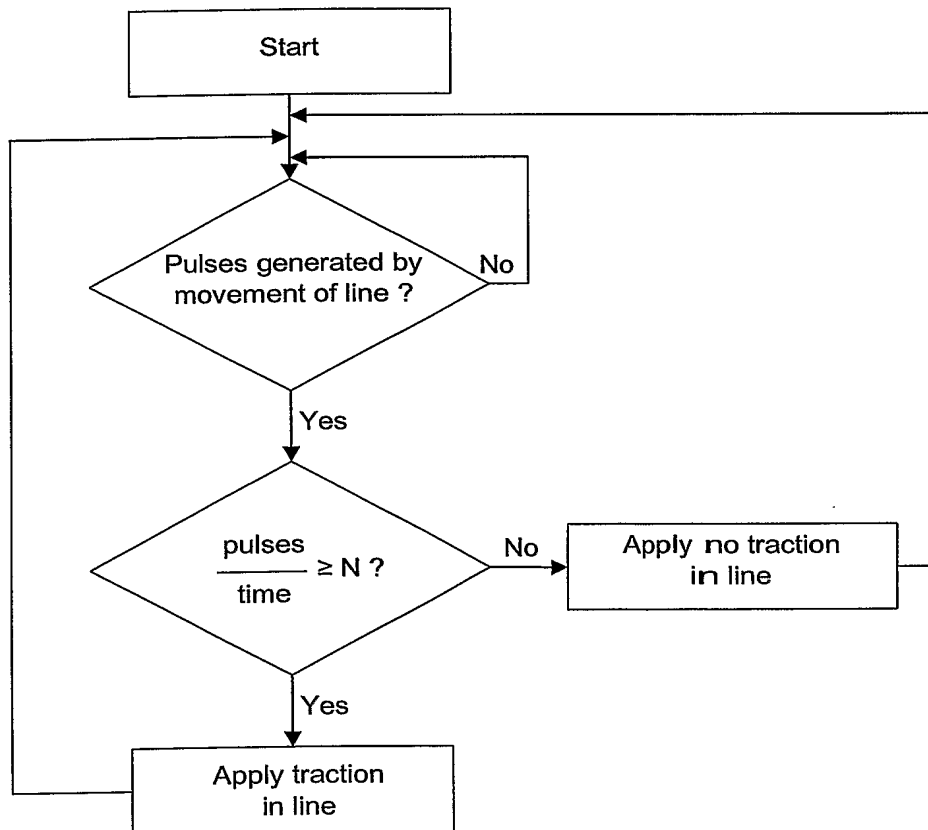 Start
Pulses generated by
movement of line ?
No
Yes
pulses
time
≥ N ?
No
Apply no traction
in line
Yes
Apply traction
in line